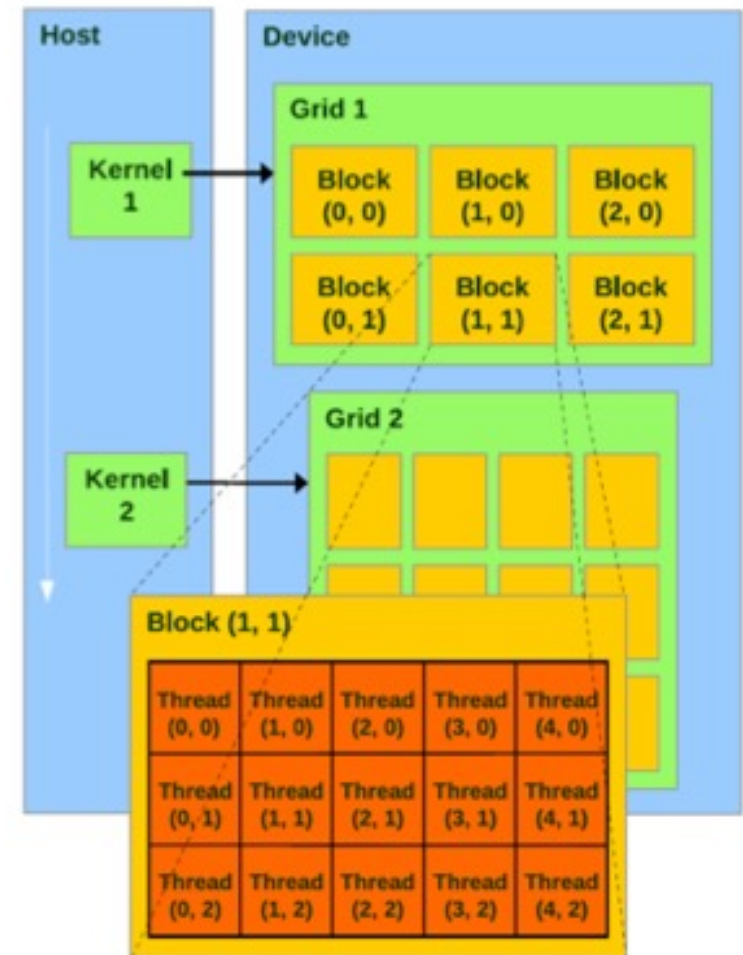 Host
Device
Grid 1
Kernel
1
Block
(0, 0)
Block
(1, 0)
Block
(2, 0)
Block
(0, 1)
Block
(1, 1)
Block
(2, 1)
Grid 2
Kernel
2
Block (1, 1)
Thread
(0, 0)
Thread
(1, 0)
Thread
(2, 0)
Thread
(3, 0)
Thread
(4, 0)
Thread
(0, 1)
Thread
(1, 1)
Thread
(2, 1)
Thread
(3, 1)
Thread
(4, 1)
Thread
(0, 2)
Thread
(1, 2)
Thread
(2, 2)
Thread
(3, 2)
Thread
(4, 2)